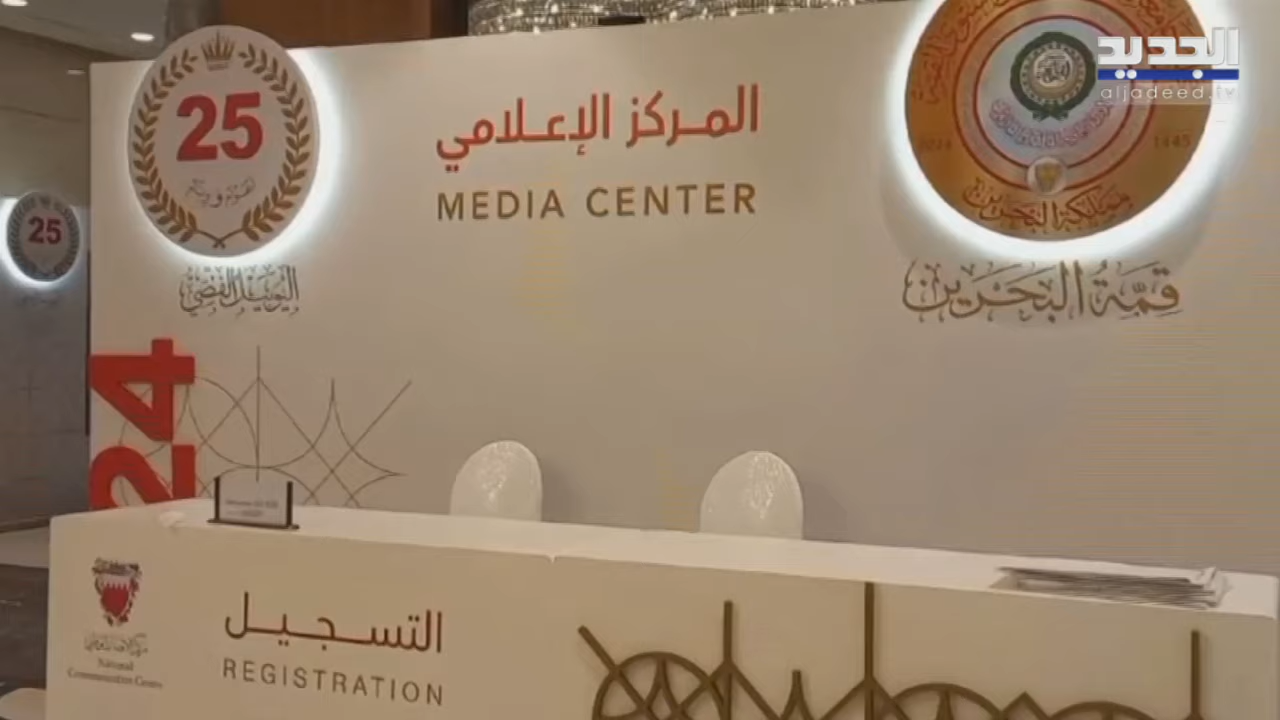 الجديد
aljadeed.tv
25
المركز الإعلامي
MEDIA CENTER
2024
1445
مملكة البحرين
قمة البحرين
25
اليوبيل الفضي
24
التسجيل
REGISTRATION
National
Communication Centre